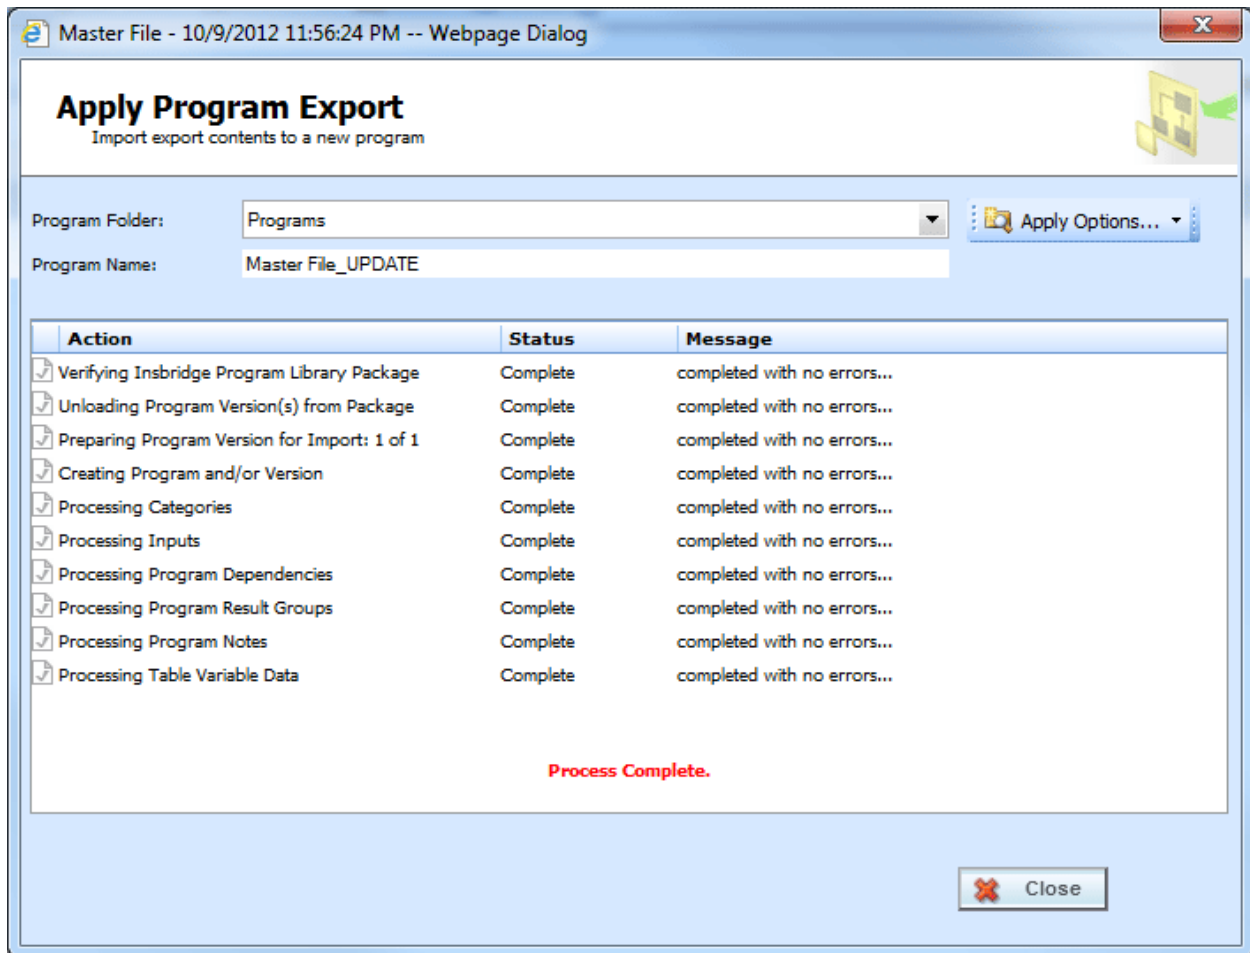 Master File - 10/9/2012 11:56:24 PM -- Webpage Dialog
Apply Program Export
Import export contents to a new program
Program Folder: Programs Apply Options...
Program Name: Master File_UPDATE
Action Status Message
Verifying Insbridge Program Library Package Complete completed with no errors...
Unloading Program Version(s) from Package Complete completed with no errors...
Preparing Program Version for Import: 1 of 1 Complete completed with no errors...
Creating Program and/or Version Complete completed with no errors...
Processing Categories Complete completed with no errors...
Processing Inputs Complete completed with no errors...
Processing Program Dependencies Complete completed with no errors...
Processing Program Result Groups Complete completed with no errors...
Processing Program Notes Complete completed with no errors...
Processing Table Variable Data Complete completed with no errors...
Process Complete.
Close